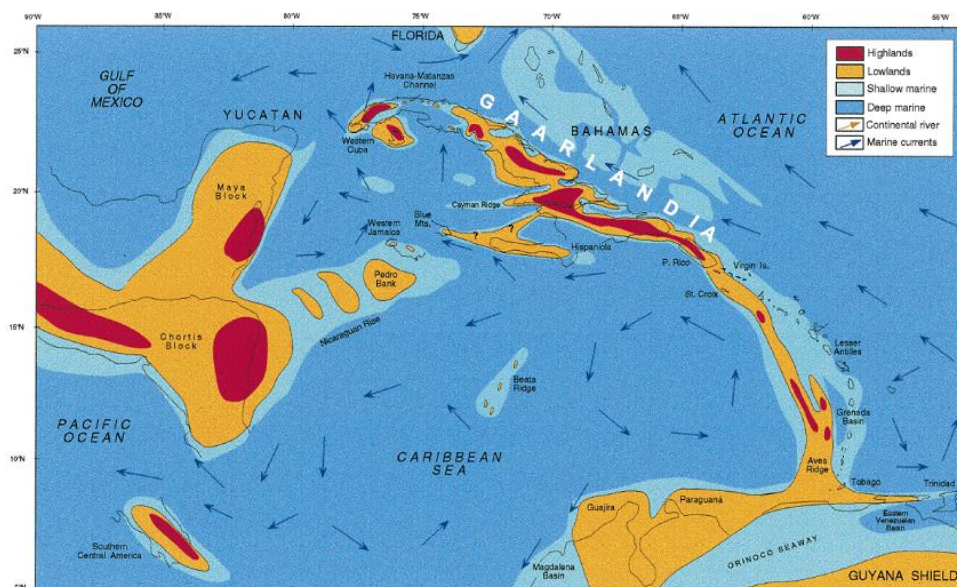 90°W
85°W
80°W
75°W
70°W
65°W
60°W
55°W
25°N
20°N
15°N
10°N
5°N
FLORIDA
GULF
OF
MEXICO
Havana-Matanzas
Channel
YUCATAN
Western
Cuba
GAARLANDIA
BAHAMAS
ATLANTIC
OCEAN
Highlands
Lowlands
Shallow marine
Deep marine
Continental river
Marine currents
Maya
Block
Cayman Ridge
Blue
Mts.
Western
Jamaica
?
?
Hispaniola
P. Rico
Virgin Is.
St. Croix
Pedro
Bank
Chortis
Block
Nicaraguan Rise
Lesser
Antilles
Beata
Ridge
Grenada
Basin
PACIFIC
OCEAN
CARIBBEAN
SEA
Aves
Ridge
Tobago
Trinidad
Guajira
Paraguaná
Eastern
Venezuelan
Basin
Southern
Central America
Magdalena
Basin
ORINOCO SEAWAY
GUYANA SHIELD